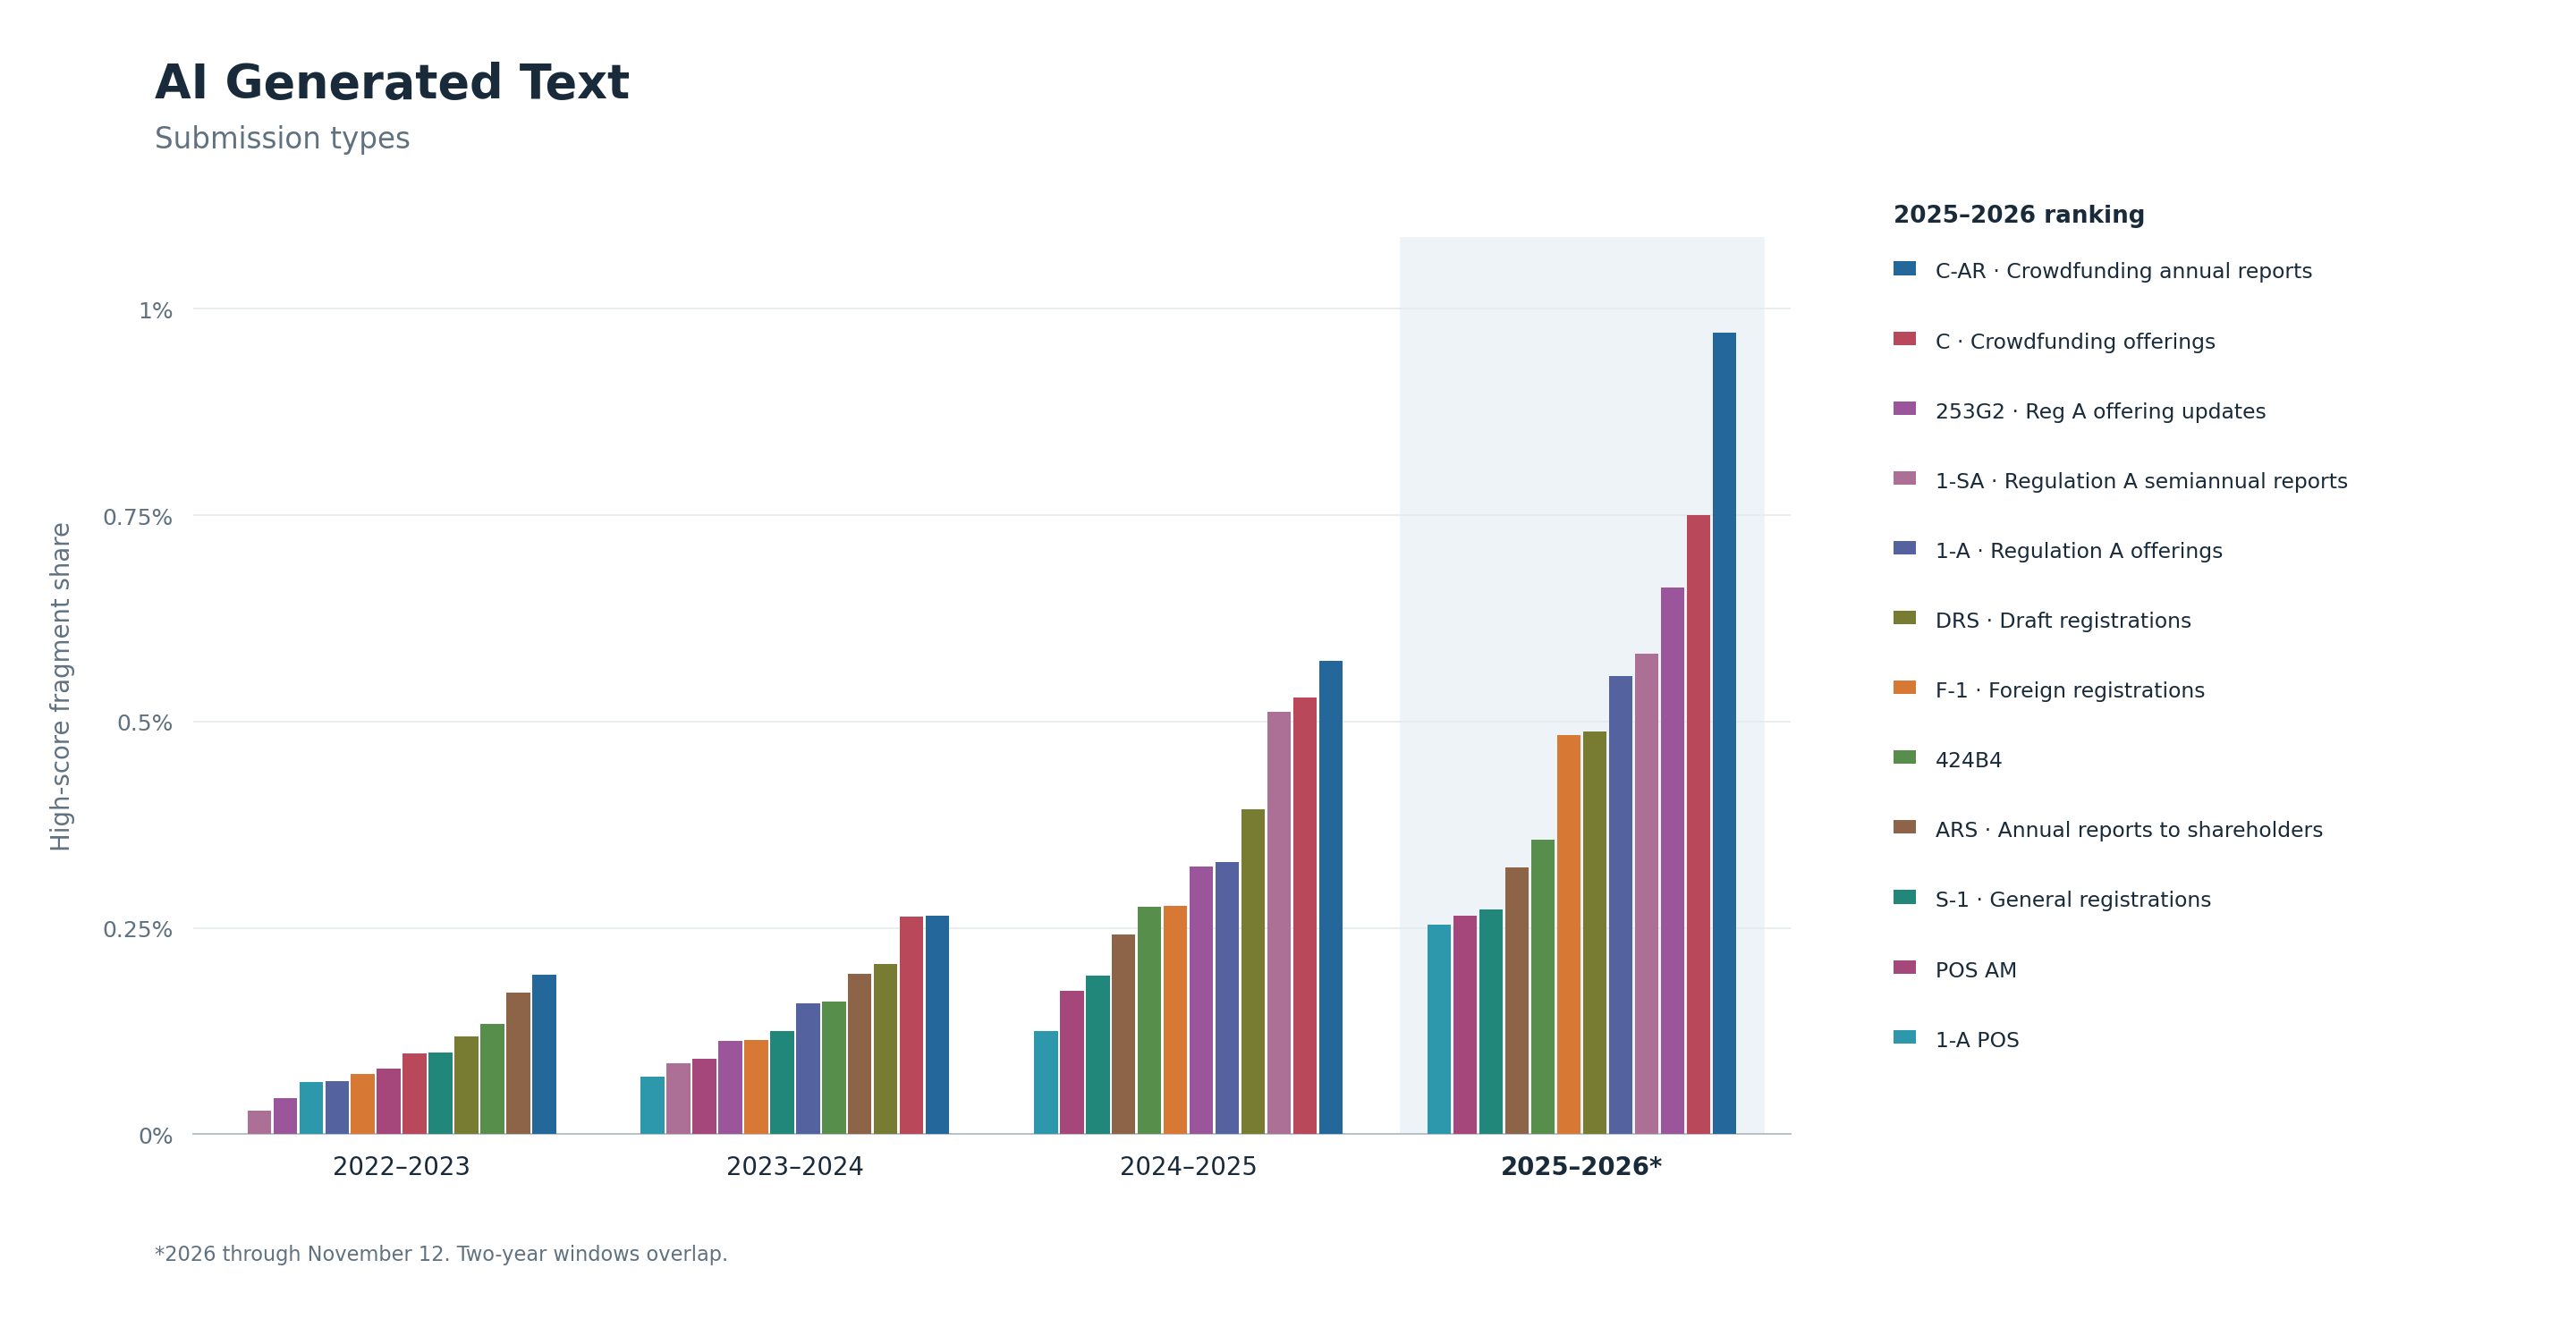 AI Generated Text
Submission types
High-score fragment share
1%
0.75%
0.5%
0.25%
0%
2022–2023
2023–2024
2024–2025
2025–2026*
2025–2026 ranking
C-AR · Crowdfunding annual reports
C · Crowdfunding offerings
253G2 · Reg A offering updates
1-SA · Regulation A semiannual reports
1-A · Regulation A offerings
DRS · Draft registrations
F-1 · Foreign registrations
424B4
ARS · Annual reports to shareholders
S-1 · General registrations
POS AM
1-A POS
*2026 through November 12. Two-year windows overlap.